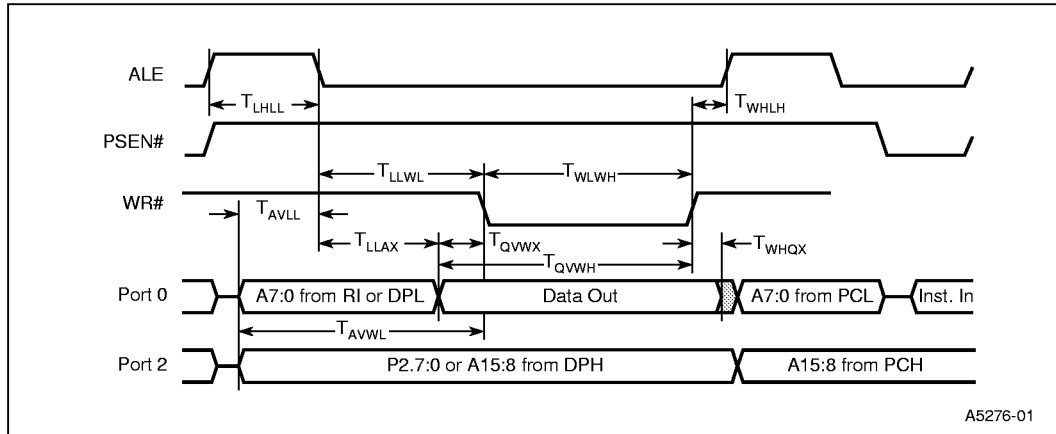 ALE
T_LHLL
T_WHLH
PSEN#
T_LLWL
T_WLWH
WR#
T_AVLL
T_LLAX
T_QVWX
T_WHQX
T_QVWH
Port 0
A7:0 from RI or DPL
Data Out
A7:0 from PCL
Inst. In
T_AVWL
Port 2
P2.7:0 or A15:8 from DPH
A15:8 from PCH
A5276-01